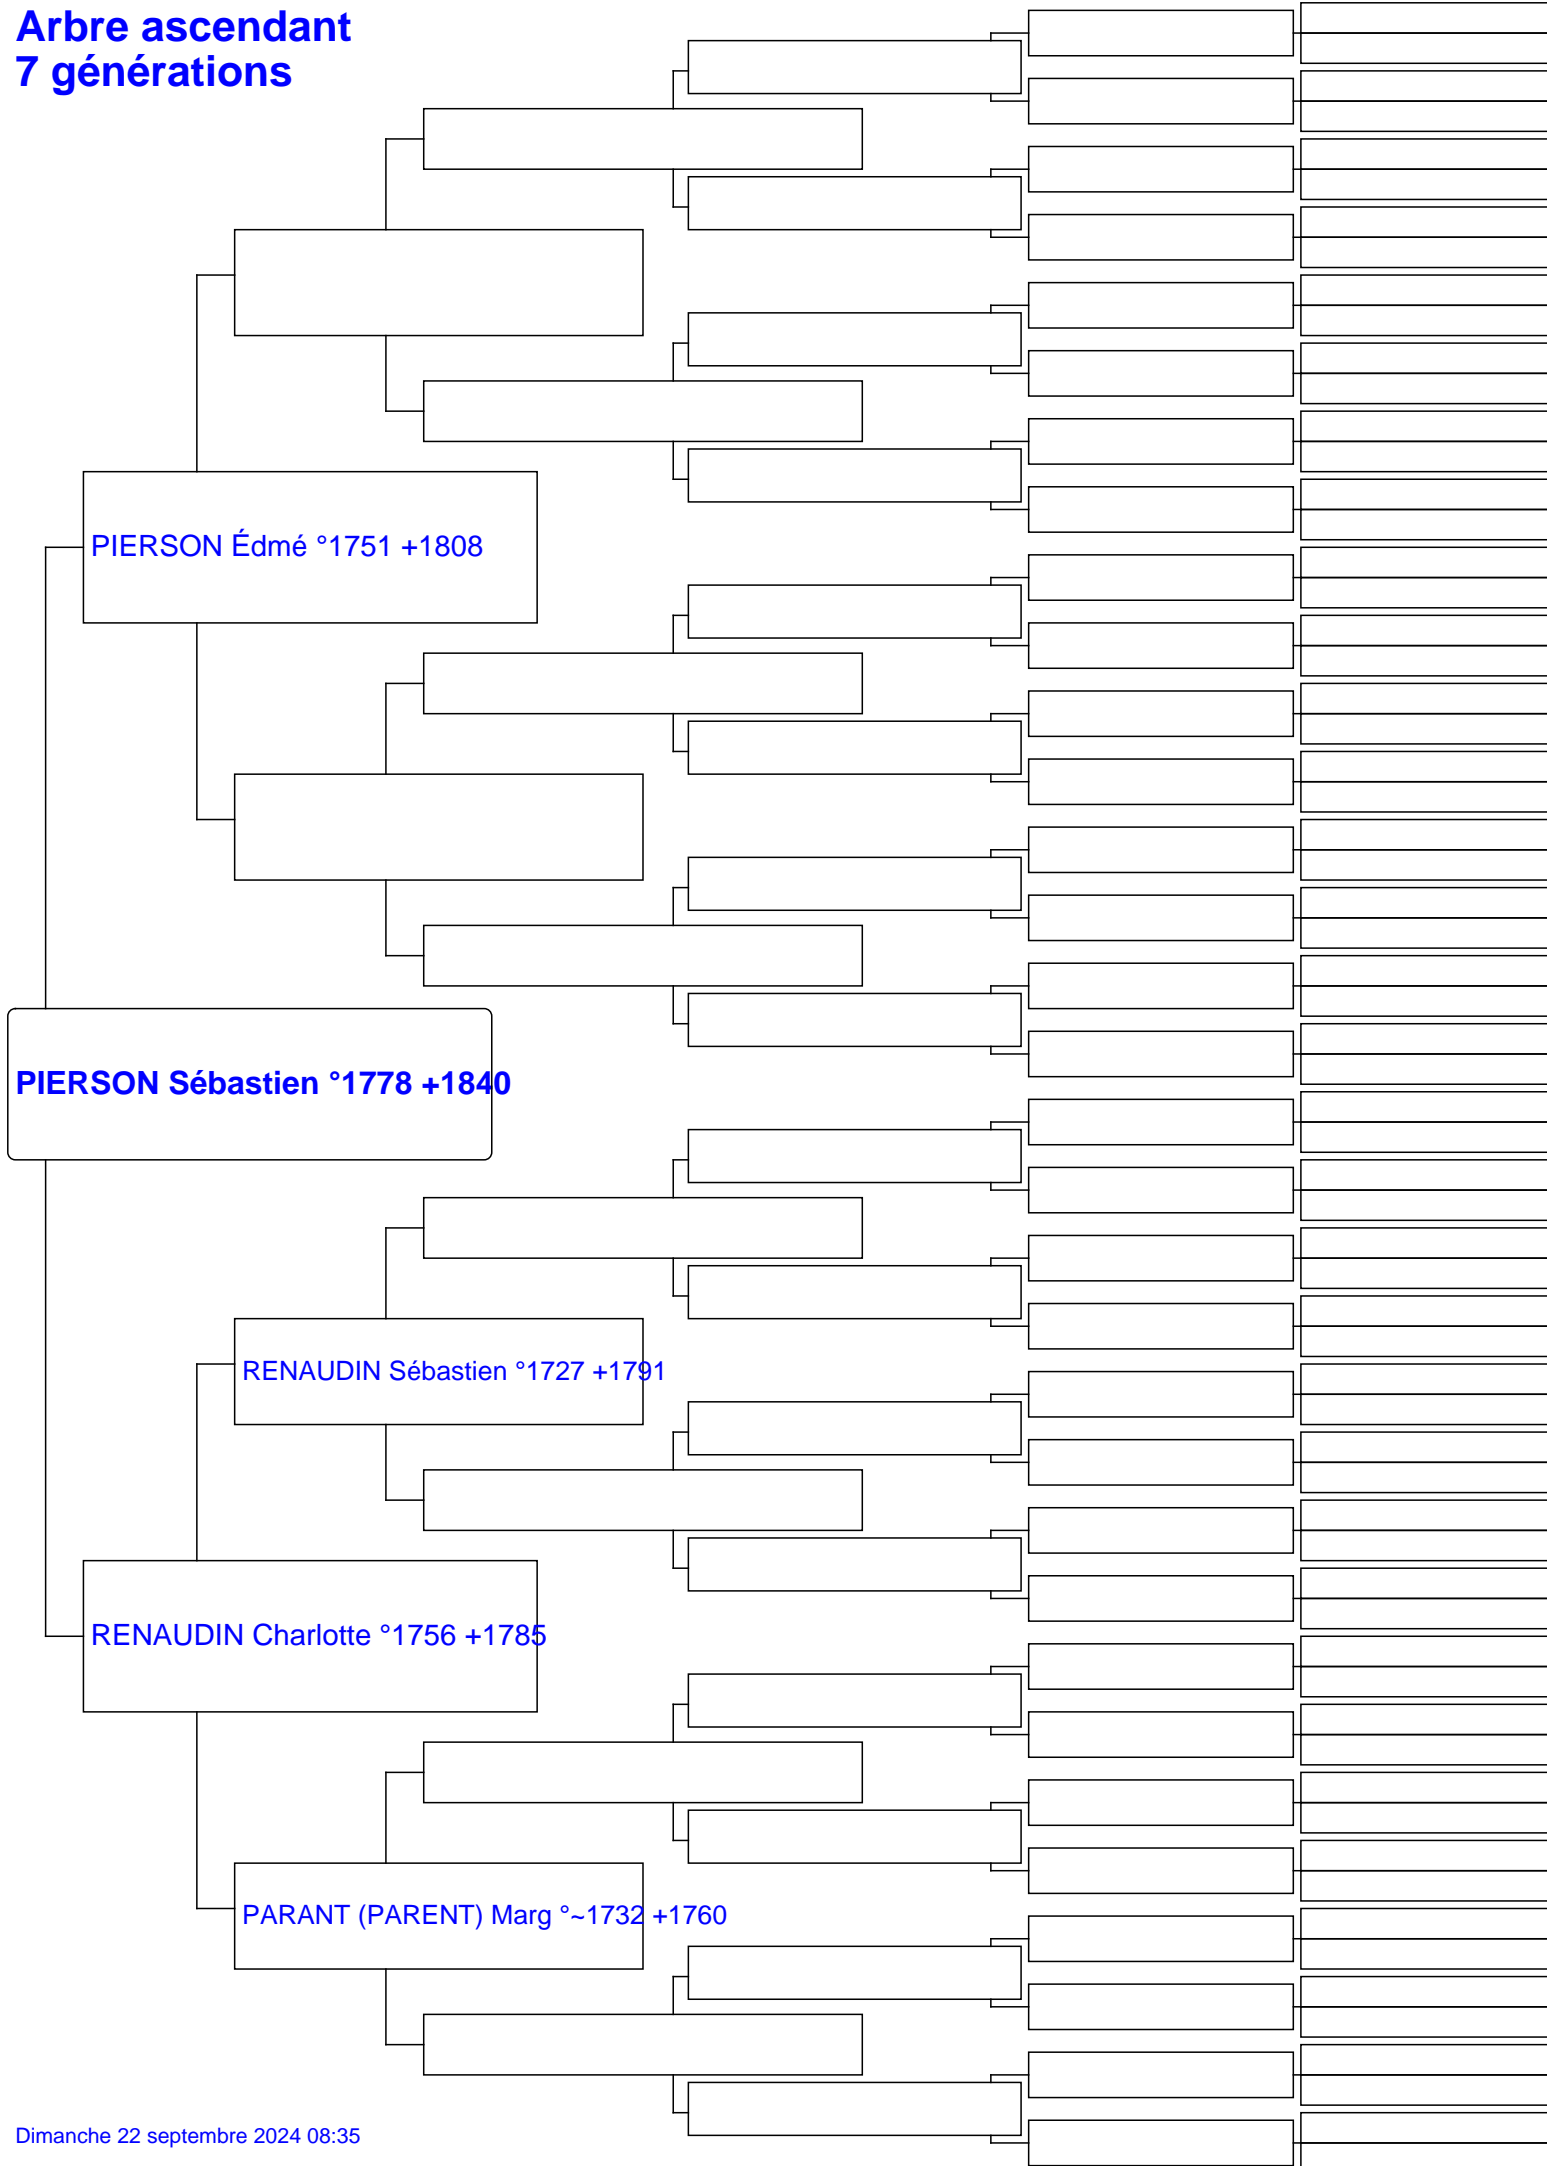 Arbre ascendant
7 générations
PIERSON Édmé °1751 +1808
PIERSON Sébastien °1778 +1840
RENAUDIN Sébastien °1727 +1791
RENAUDIN Charlotte °1756 +1785
PARANT (PARENT) Marg °~1732 +1760
Dimanche 22 septembre 2024 08:35